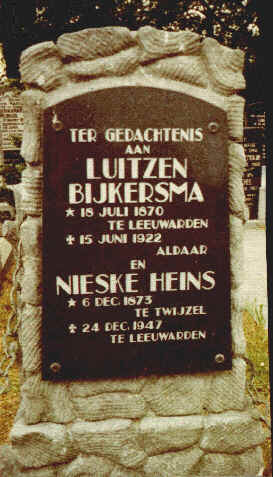 TER GEDACHTENIS
AAN
LUITZEN
BIJKERSMA
★ 18 JULI 1870
TE LEEUWARDEN
✝ 15 JUNI 1922
ALDAAR
EN
NIESKE HEINS
★ 6 DEC. 1873
TE TWIJZEL
✝ 24 DEC. 1947
TE LEEUWARDEN